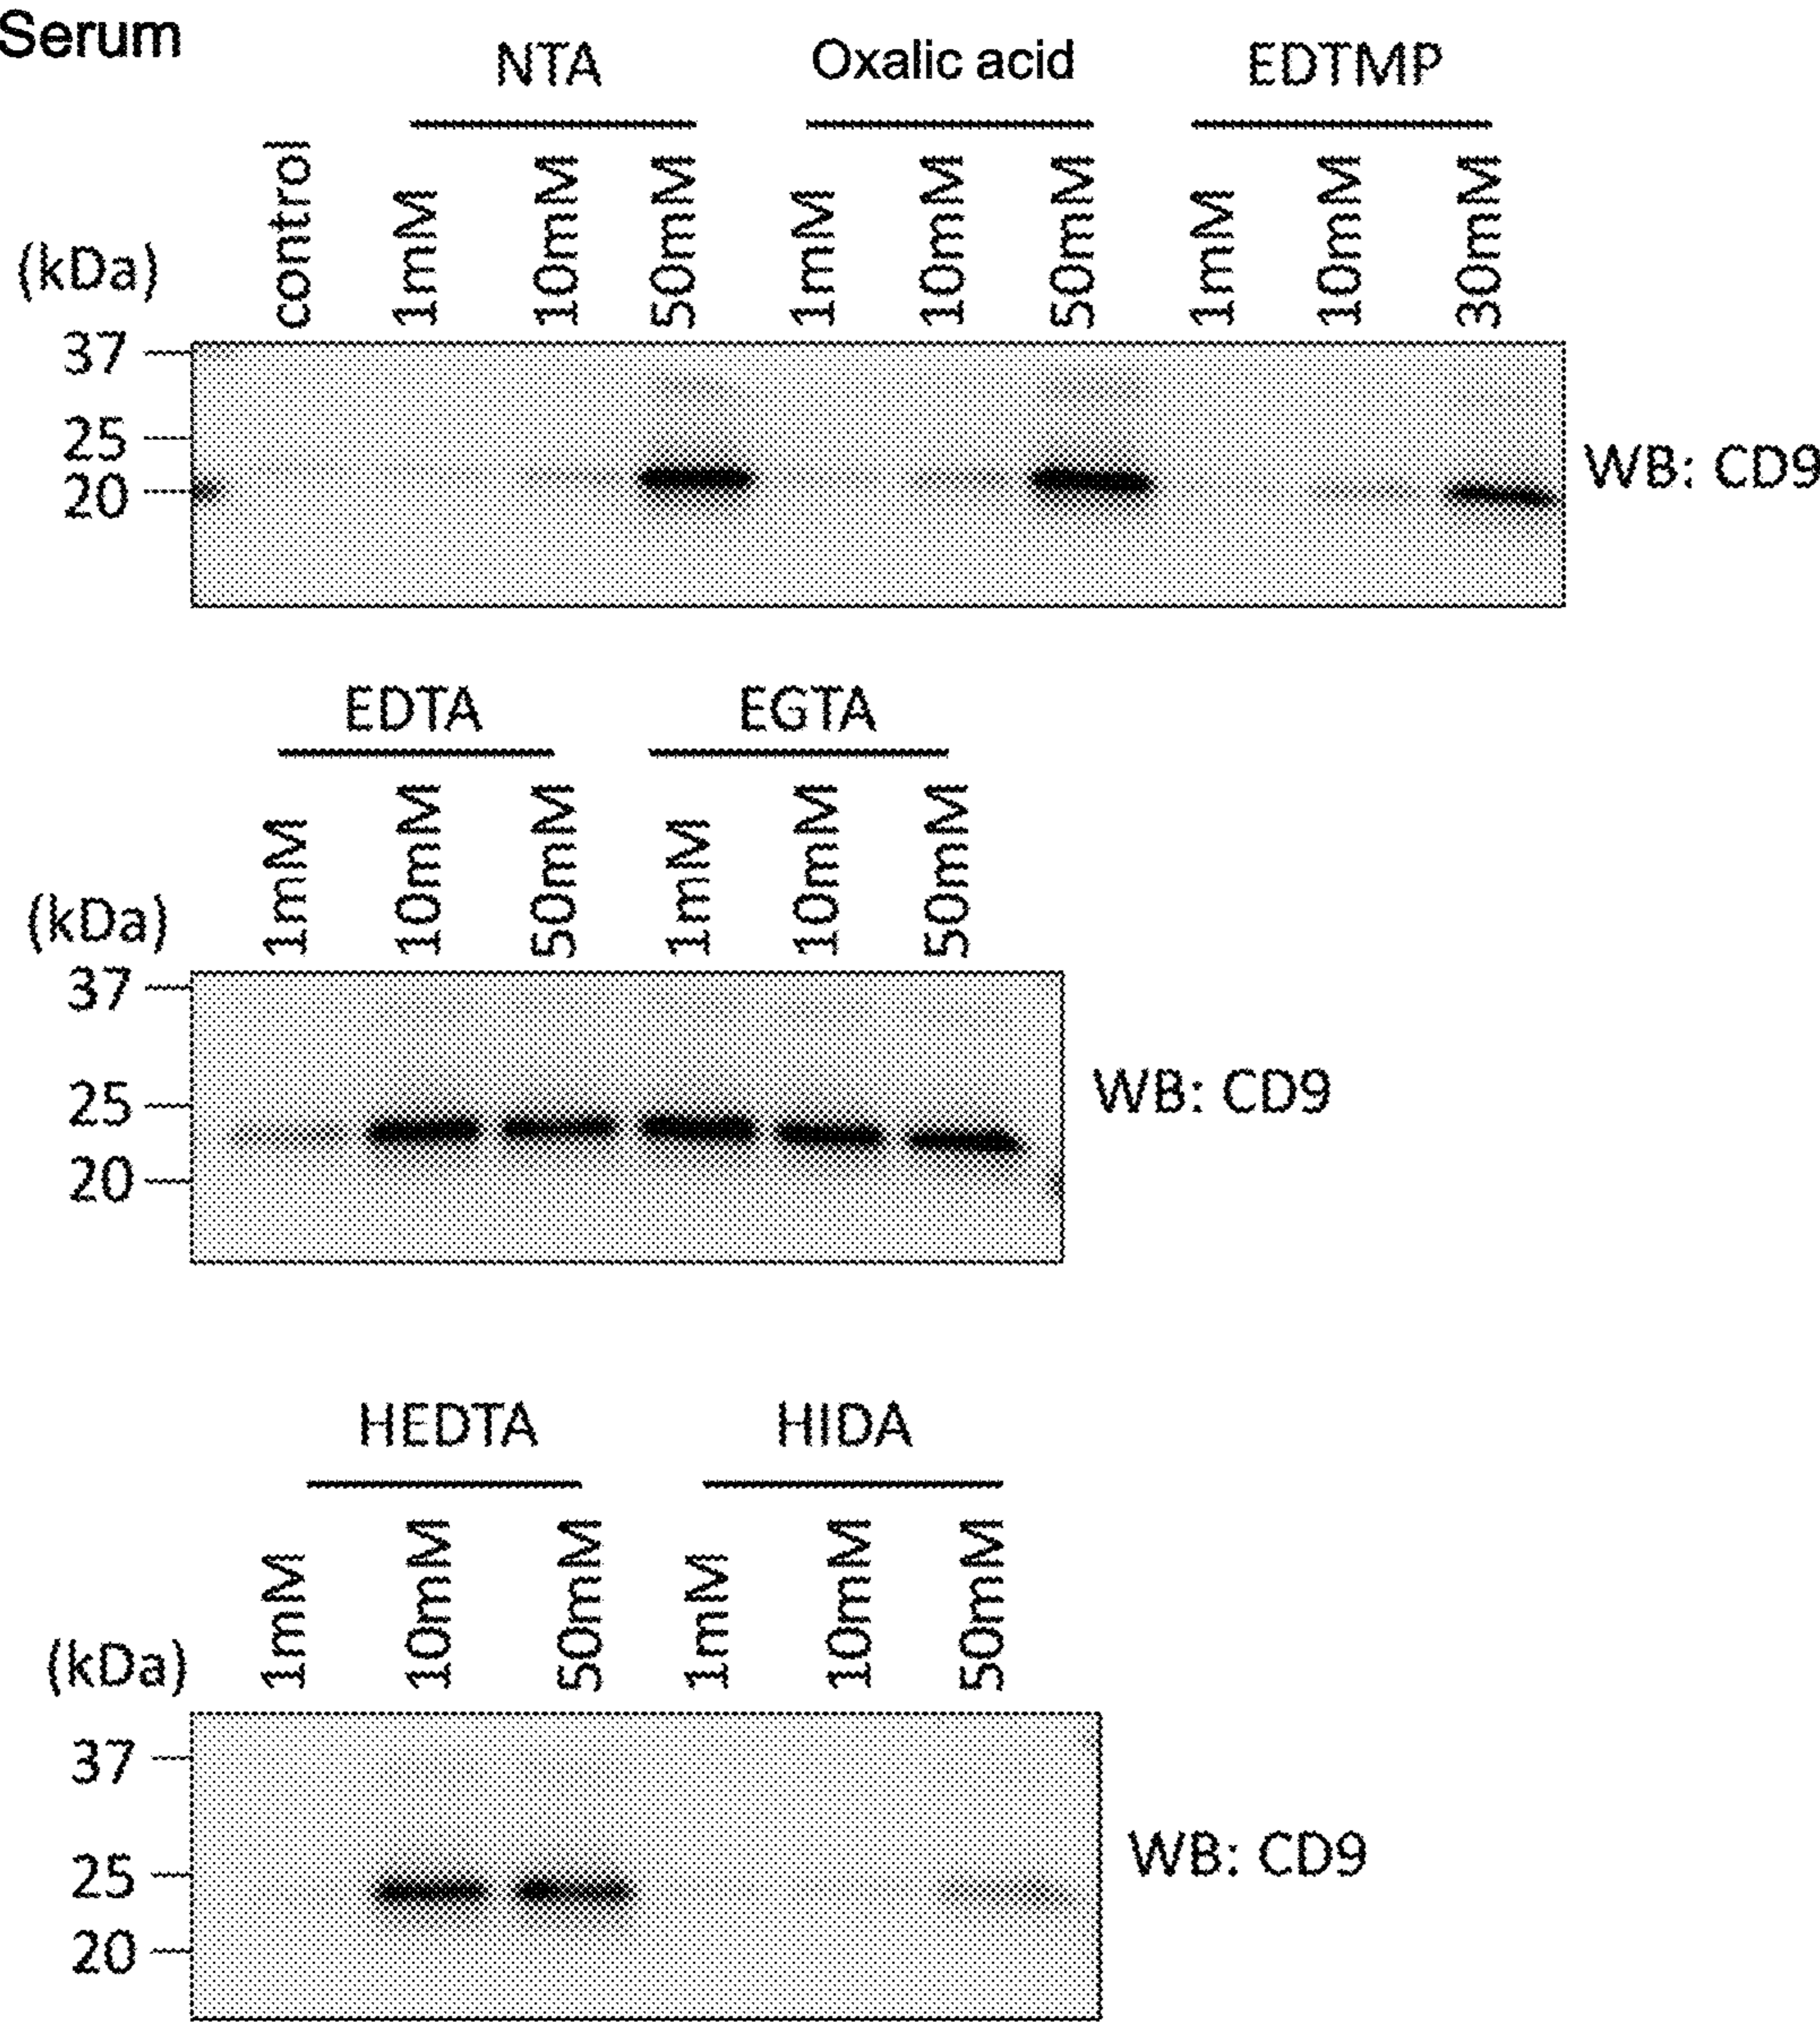 Serum
NTA Oxalic acid EDTMP
(kDa) control 1mM 10mM 50mM 1mM 10mM 50mM 1mM 10mM 30mM
37
25
20
WB: CD9
EDTA EGTA
(kDa) 1mM 10mM 50mM 1mM 10mM 50mM
37
25
20
WB: CD9
HEDTA HIDA
(kDa) 1mM 10mM 50mM 1mM 10mM 50mM
37
25
20
WB: CD9